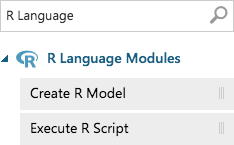 R Language
R Language Modules
Create R Model
Execute R Script